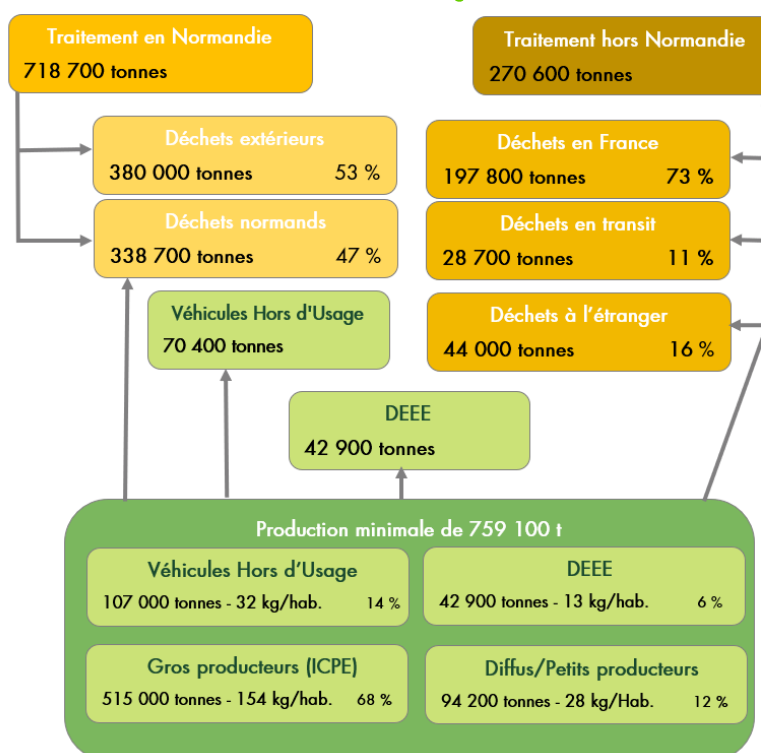 Traitement en Normandie
718 700 tonnes
Traitement hors Normandie
270 600 tonnes
Déchets extérieurs
380 000 tonnes 53 %
Déchets en France
197 800 tonnes 73 %
Déchets normands
338 700 tonnes 47 %
Déchets en transit
28 700 tonnes 11 %
Véhicules Hors d'Usage
70 400 tonnes
Déchets à l'étranger
44 000 tonnes 16 %
DEEE
42 900 tonnes
Production minimale de 759 100 t
Véhicules Hors d'Usage
107 000 tonnes - 32 kg/hab. 14 %
DEEE
42 900 tonnes - 13 kg/hab. 6 %
Gros producteurs (ICPE)
515 000 tonnes - 154 kg/hab. 68 %
Diffus/Petits producteurs
94 200 tonnes - 28 kg/Hab. 12 %